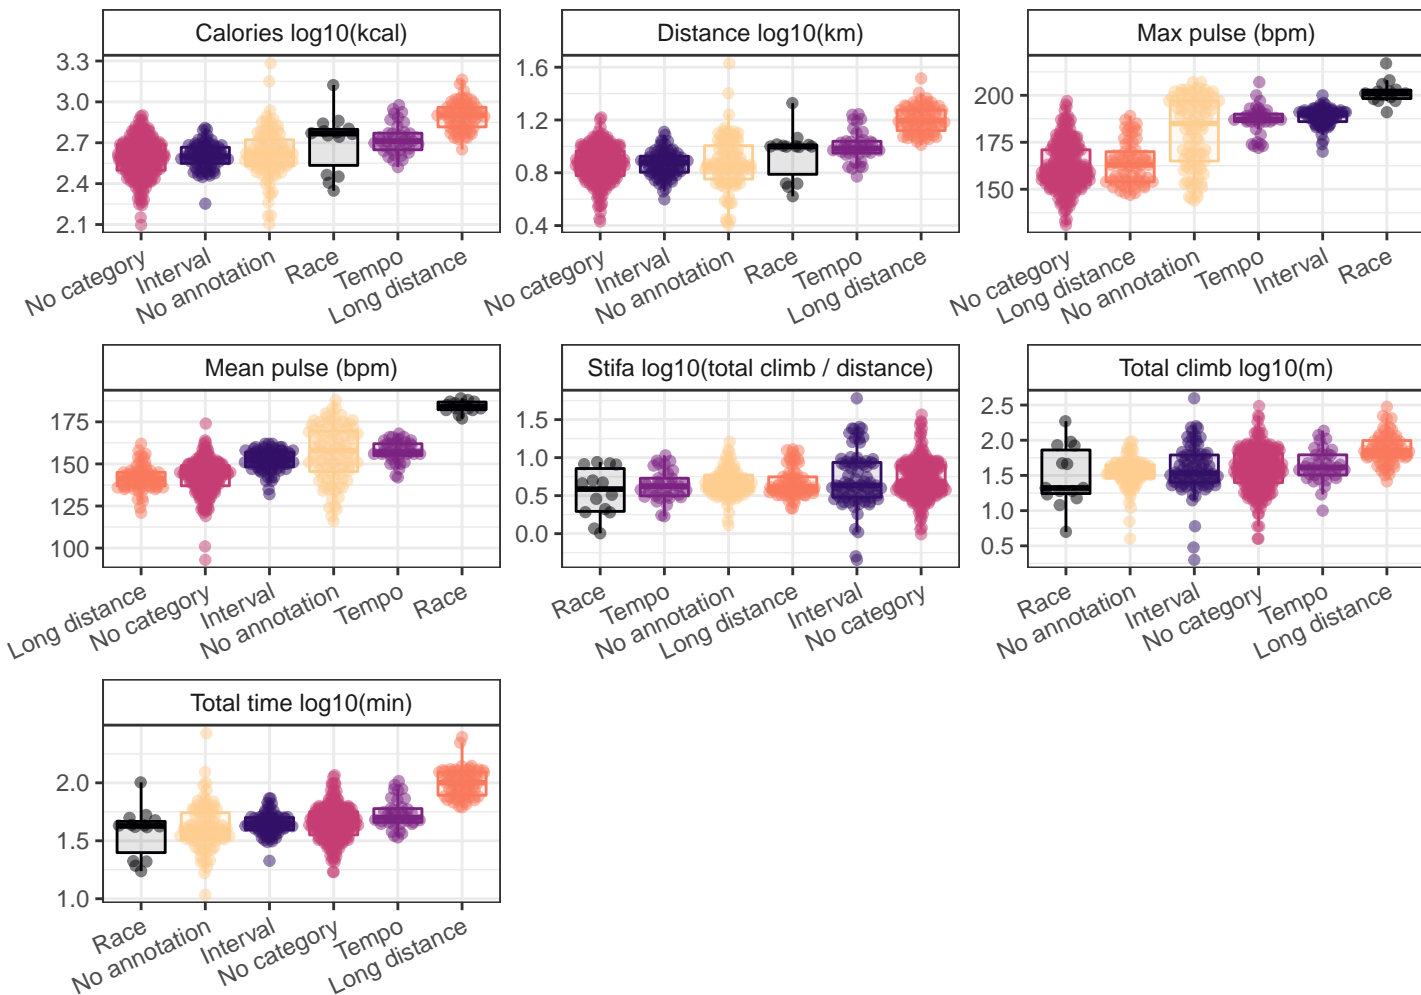 Calories log10(kcal)
3.3
3.0
2.7
2.4
2.1
No category
Interval
No annotation
Race
Tempo
Long distance
Distance log10(km)
1.6
1.2
0.8
0.4
No category
Interval
No annotation
Race
Tempo
Long distance
Max pulse (bpm)
200
175
150
No category
Long distance
No annotation
Tempo
Interval
Race
Mean pulse (bpm)
175
150
125
100
Long distance
No category
Interval
No annotation
Tempo
Race
Stifa log10(total climb / distance)
1.5
1.0
0.5
0.0
Race
Tempo
No annotation
Long distance
Interval
No category
Total climb log10(m)
2.5
2.0
1.5
1.0
0.5
Race
No annotation
Interval
No category
Tempo
Long distance
Total time log10(min)
2.0
1.5
1.0
Race
No annotation
Interval
No category
Tempo
Long distance